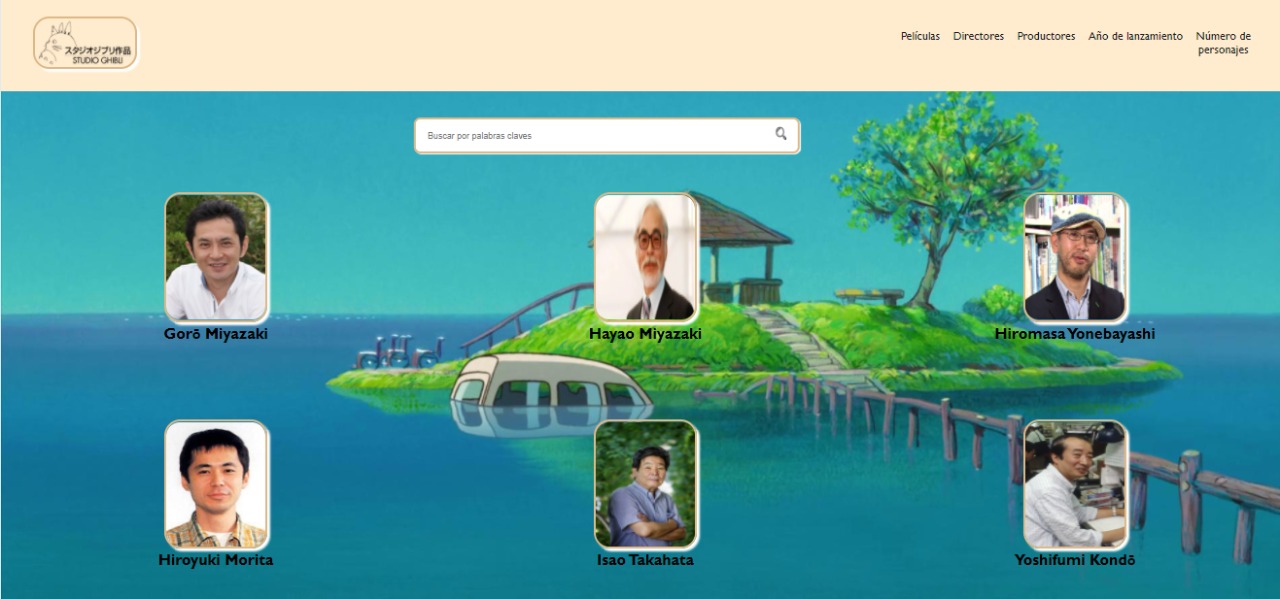 スタジオジブリ作品
STUDIO GHIBLI
Películas
Directores
Productores
Año de lanzamiento
Número de
personajes
Buscar por palabras claves
Gorō Miyazaki
Hayao Miyazaki
Hiromasa Yonebayashi
Hiroyuki Morita
Isao Takahata
Yoshifumi Kondō